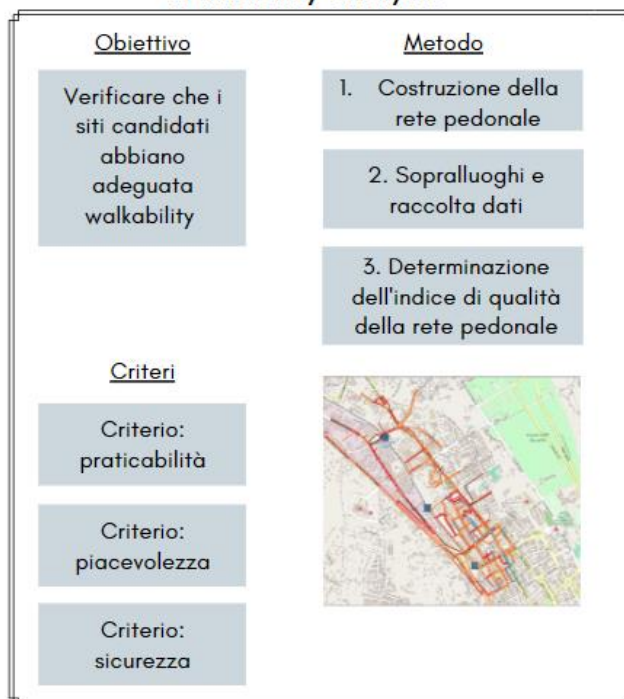 Obiettivo
Verificare che i
siti candidati
abbiano
adeguata
walkability
Metodo
1. Costruzione della
rete pedonale
2. Sopralluoghi e
raccolta dati
3. Determinazione
dell'indice di qualità
della rete pedonale
Criteri
Criterio:
praticabilità
Criterio:
piacevolezza
Criterio:
sicurezza